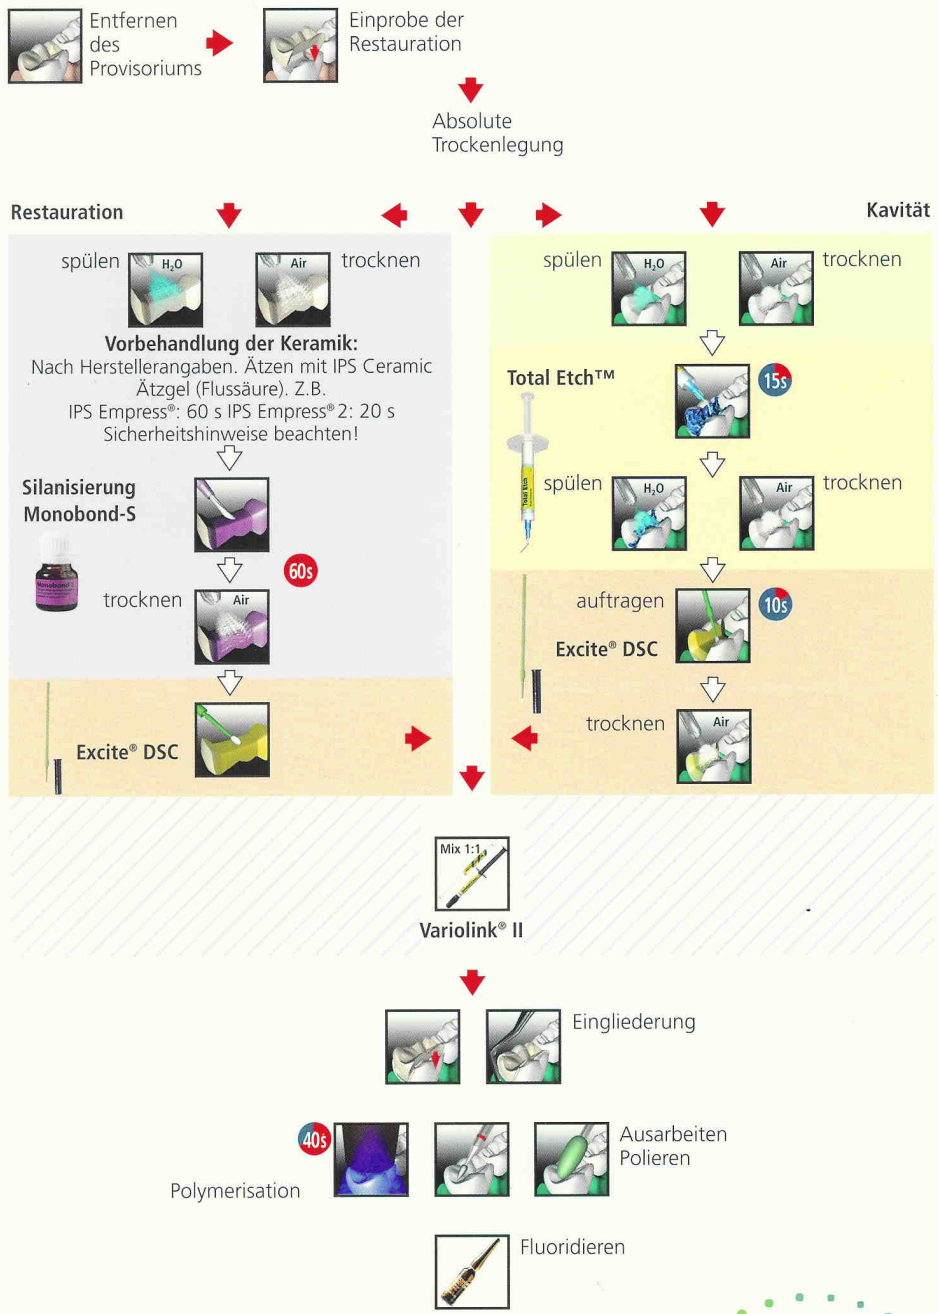 Entfernen
des
Provisoriums
Einprobe der
Restauration
Absolute
Trockenlegung
Restauration
spülen
H₂O
Air
trocknen
Vorbehandlung der Keramik:
Nach Herstellerangaben. Ätzen mit IPS Ceramic
Ätzgel (Flussäure). Z.B.
IPS Empress®: 60 s IPS Empress® 2: 20 s
Sicherheitshinweise beachten!
Silanisierung
Monobond-S
Monobond-S
60s
trocknen
Air
Excite® DSC
Kavität
spülen
H₂O
Air
trocknen
Total Etch™
15s
Total Etch
spülen
H₂O
Air
trocknen
auftragen
10s
Excite® DSC
trocknen
Air
Mix 1:1
Variolink® II
Eingliederung
40s
Polymerisation
Ausarbeiten
Polieren
Fluoridieren